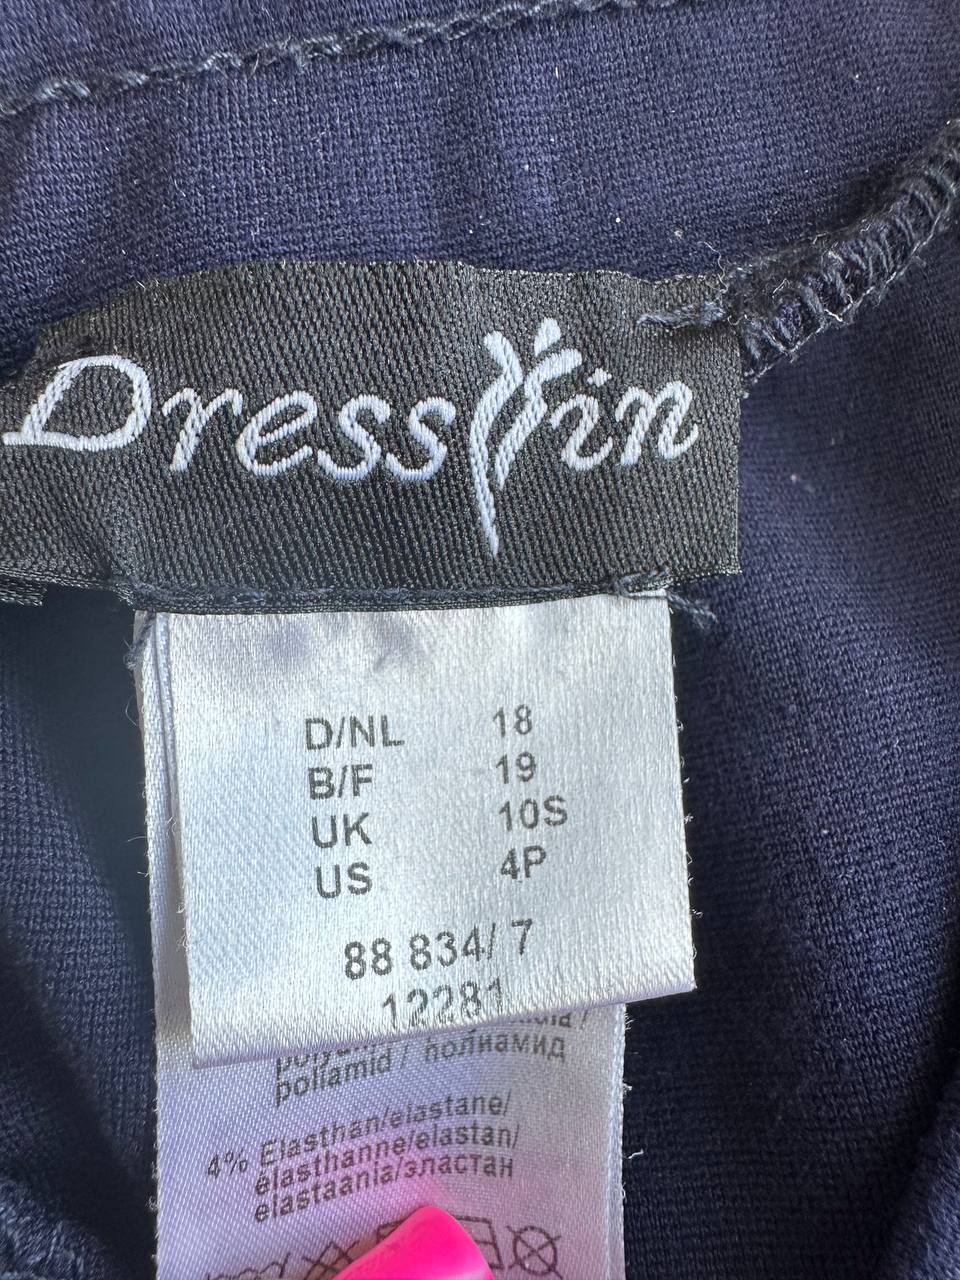 Dressin
D/NL 18
B/F 19
UK 10S
US 4P
88 834/ 7
12281
poliamid / полиамид
4% Elasthan/elastane/
élasthanne/elastan/
elastaania/эластан